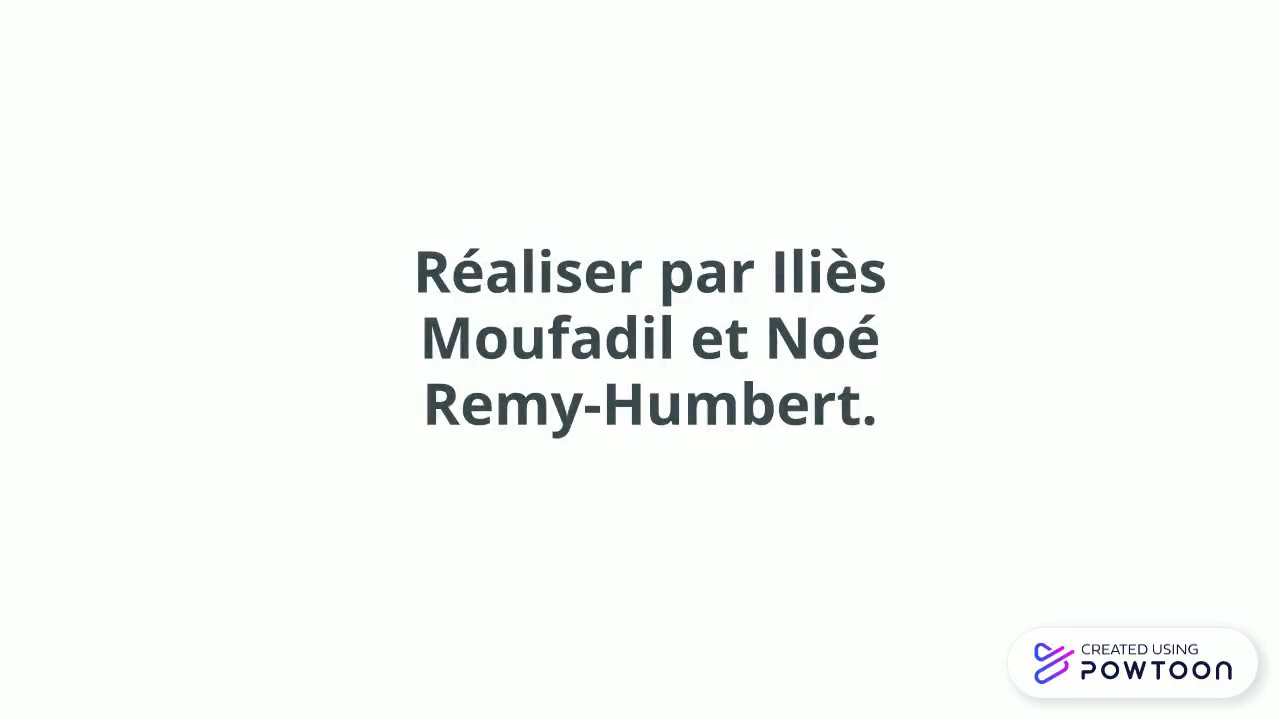 Réaliser par Iliès
Moufadil et Noé
Remy-Humbert.
CREATED USING
POWTOON